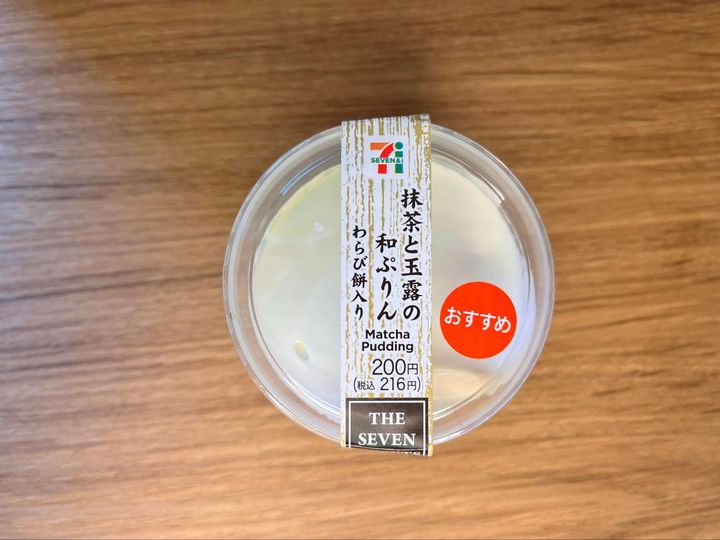 SEVEN&i
抹茶と玉露の
和ぷりん
わらび餅入り
Matcha
Pudding
200円
(税込 216円)
THE
SEVEN
おすすめ